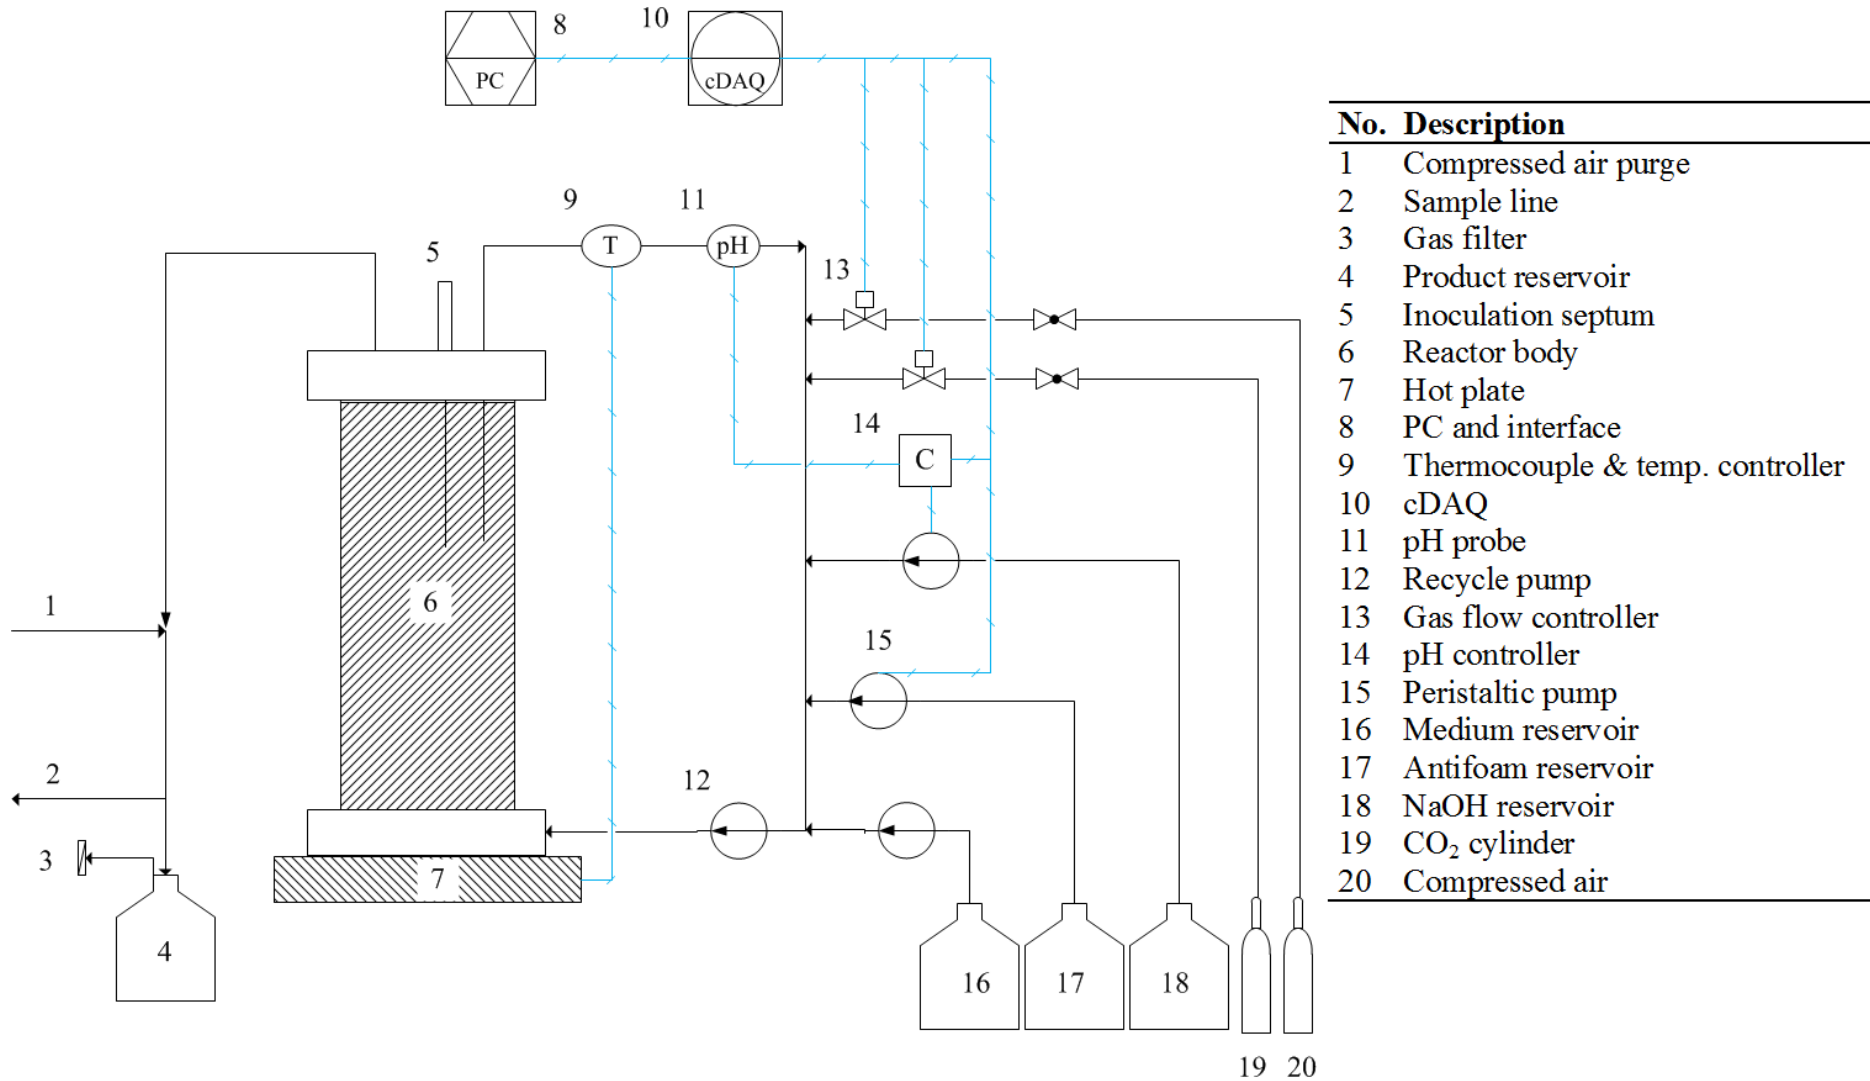 8
10
PC
cDAQ
9
11
T
pH
5
13
14
C
6
1
15
2
12
3
7
4
16
17
18
19
20
No. Description
1 Compressed air purge
2 Sample line
3 Gas filter
4 Product reservoir
5 Inoculation septum
6 Reactor body
7 Hot plate
8 PC and interface
9 Thermocouple & temp. controller
10 cDAQ
11 pH probe
12 Recycle pump
13 Gas flow controller
14 pH controller
15 Peristaltic pump
16 Medium reservoir
17 Antifoam reservoir
18 NaOH reservoir
19 CO₂ cylinder
20 Compressed air